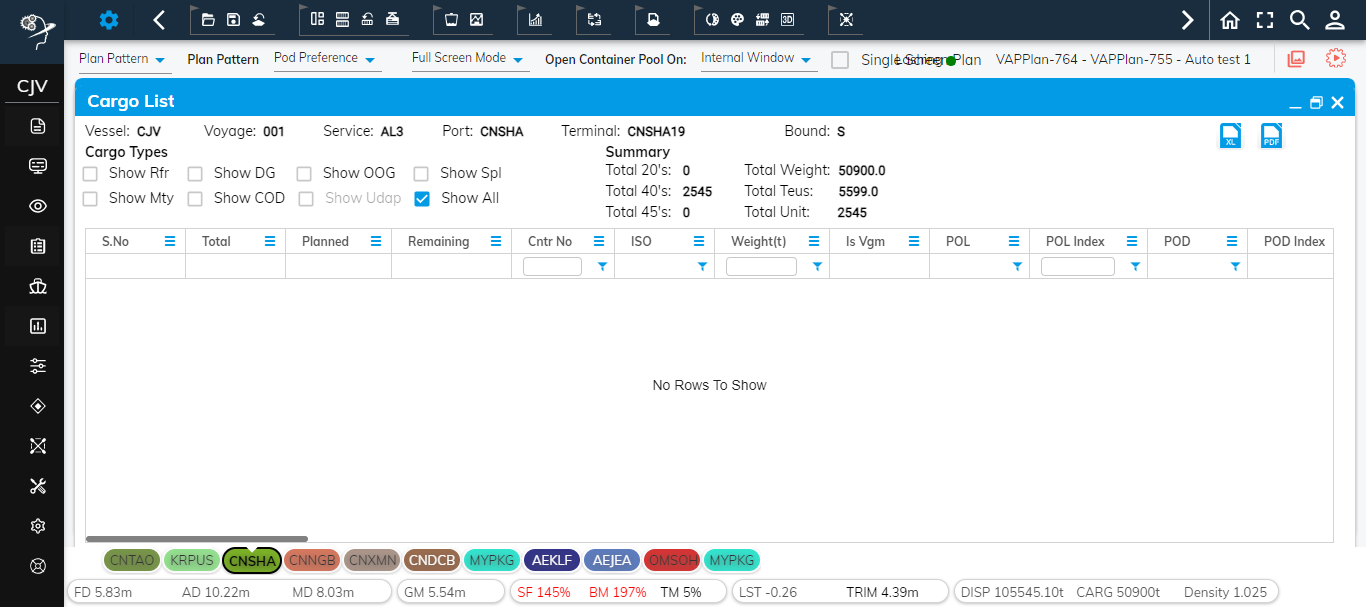 Plan Pattern Plan Pattern Pod Preference Full Screen Mode Open Container Pool On: Internal Window Single Screen Plan VAPPlan-764 - VAPPlan-755 - Auto test 1
CJV
Cargo List
Vessel: CJV Voyage: 001 Service: AL3 Port: CNSHA Terminal: CNSHA19 Bound: S
XL PDF
Cargo Types Summary
Show Rfr Show DG Show OOG Show Spl Total 20's: 0 Total Weight: 50900.0
Total 40's: 2545 Total Teus: 5599.0
Show Mty Show COD Show Udap Show All
Total 45's: 0 Total Unit: 2545
S.No Total Planned Remaining Cntr No ISO Weight(t) Is Vgm POL POL Index POD POD Index
No Rows To Show
CNTAO KRPUS CNSHA CNNGB CNXMN CNDCB MYPKG AEKLF AEJEA OMSOH MYPKG
FD 5.83m AD 10.22m MD 8.03m GM 5.54m SF 145% BM 197% TM 5% LST -0.26 TRIM 4.39m DISP 105545.10t CARG 50900t Density 1.025